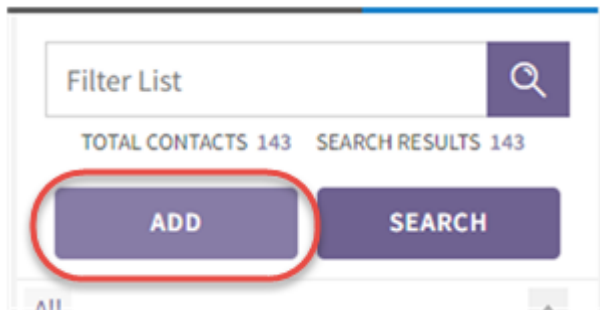 Filter List
TOTAL CONTACTS 143 SEARCH RESULTS 143
ADD SEARCH
All